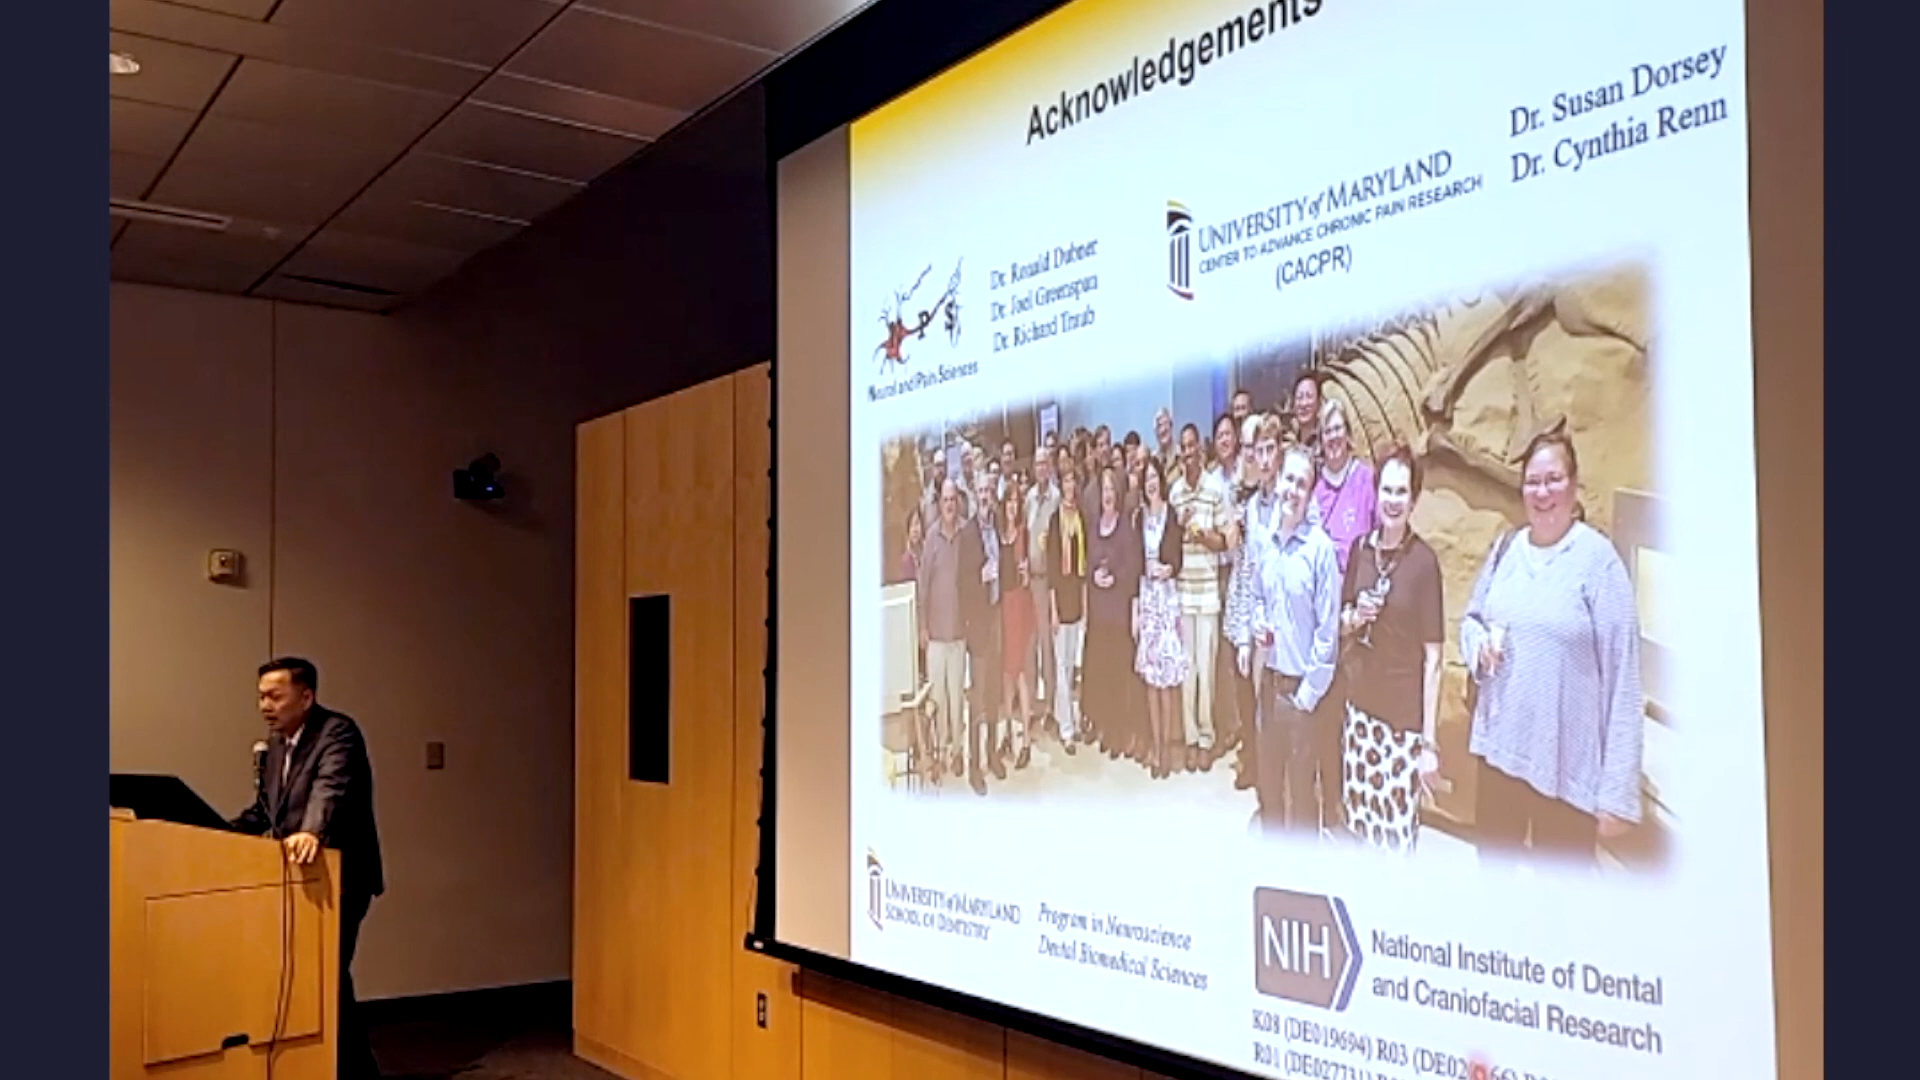 Acknowledgements
Dr. Susan Dorsey
Dr. Cynthia Renn
UNIVERSITY of MARYLAND
CENTER TO ADVANCE CHRONIC PAIN RESEARCH
(CACPR)
Dr. Ronald Dubner
Dr. Joel Greenspan
Dr. Richard Traub
Neural and Pain Sciences
UNIVERSITY of MARYLAND
SCHOOL OF DENTISTRY
Program in Neuroscience
Dental Biomedical Sciences
NIH
National Institute of Dental
and Craniofacial Research
K08 (DE019694) R03
R01 (DE027731)